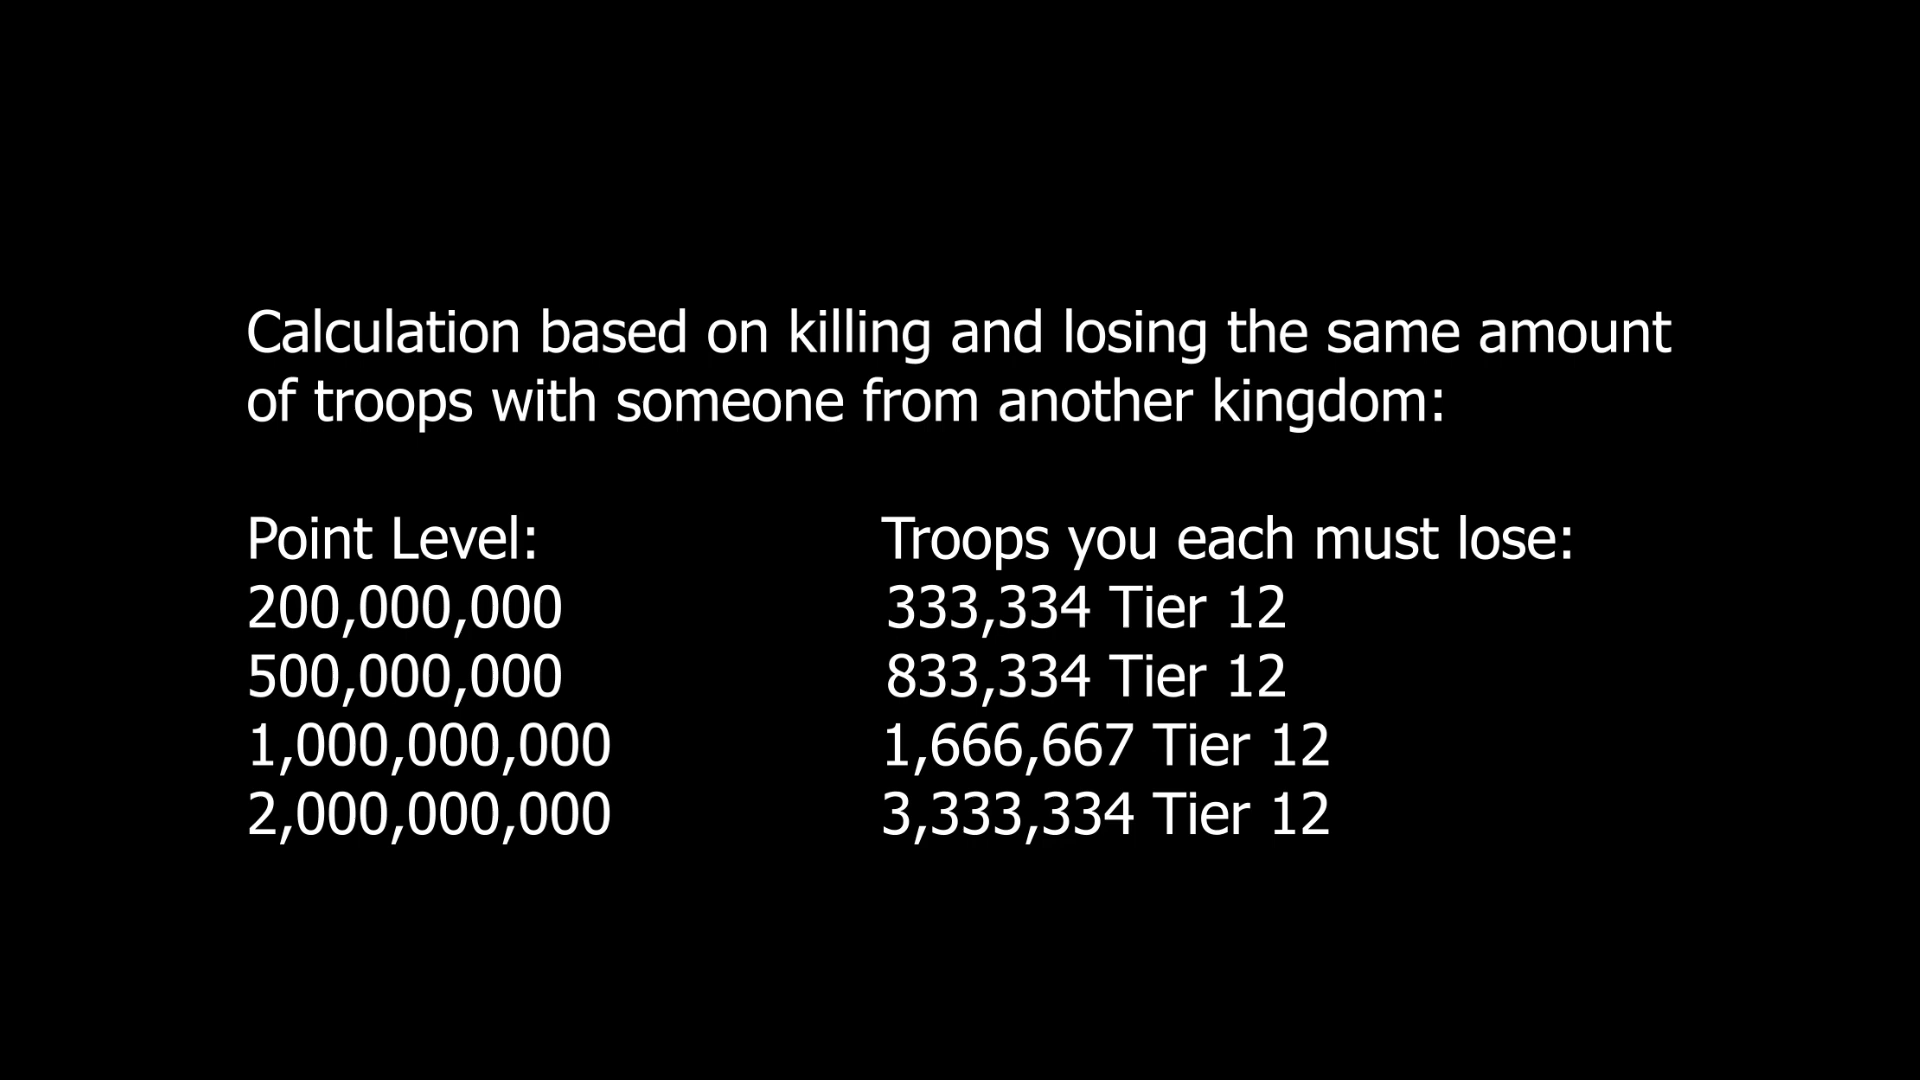 Calculation based on killing and losing the same amount
of troops with someone from another kingdom:
Point Level: Troops you each must lose:
200,000,000 333,334 Tier 12
500,000,000 833,334 Tier 12
1,000,000,000 1,666,667 Tier 12
2,000,000,000 3,333,334 Tier 12